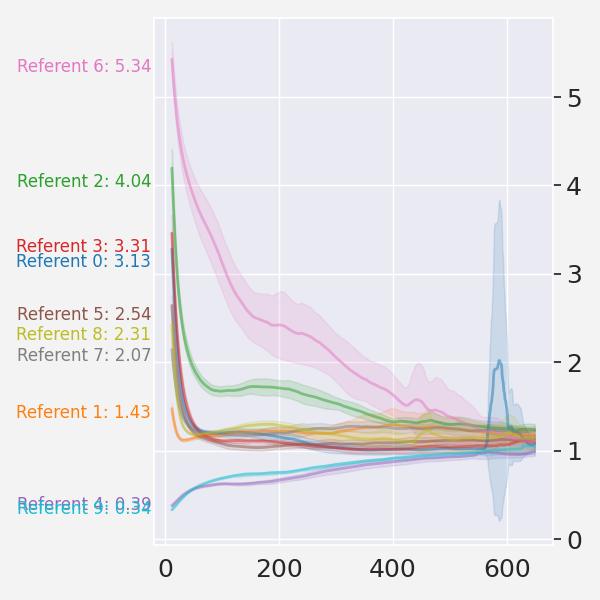 Referent 6: 5.34
Referent 2: 4.04
Referent 3: 3.31
Referent 0: 3.13
Referent 5: 2.54
Referent 8: 2.31
Referent 7: 2.07
Referent 1: 1.43
Referent 4: 0.39
Referent 9: 0.34
5
4
3
2
1
0
0 200 400 600